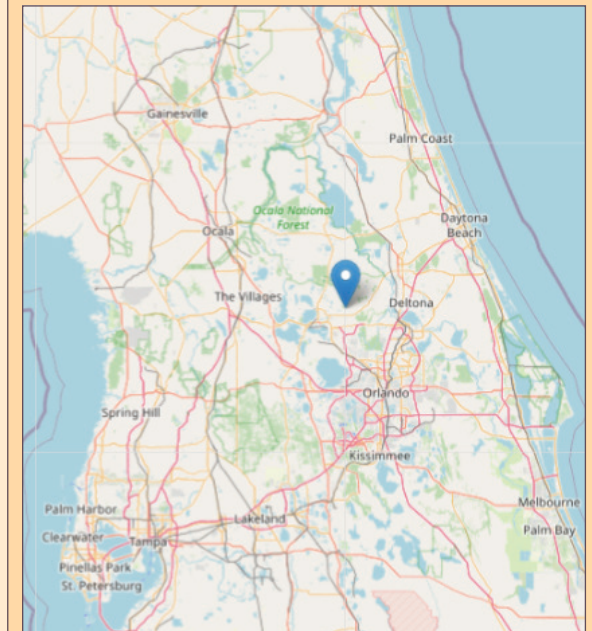 Gainesville
Palm Coast
Ocala National
Forest
Daytona
Beach
Ocala
The Villages
Deltona
Orlando
Spring Hill
Kissimmee
Melbourne
Palm Harbor
Lakeland
Palm Bay
Clearwater
Tampa
Pinellas Park
St. Petersburg